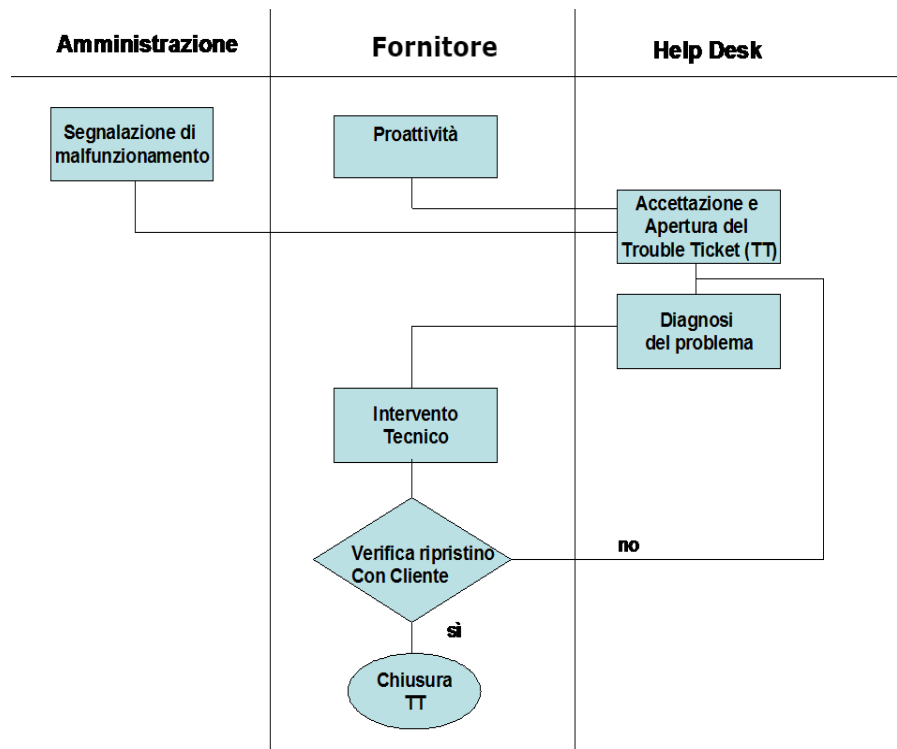 Amministrazione
Fornitore
Help Desk
Segnalazione di
malfunzionamento
Proattività
Accettazione e
Apertura del
Trouble Ticket (TT)
Diagnosi
del problema
Intervento
Tecnico
Verifica ripristino
Con Cliente
no
sì
Chiusura
TT